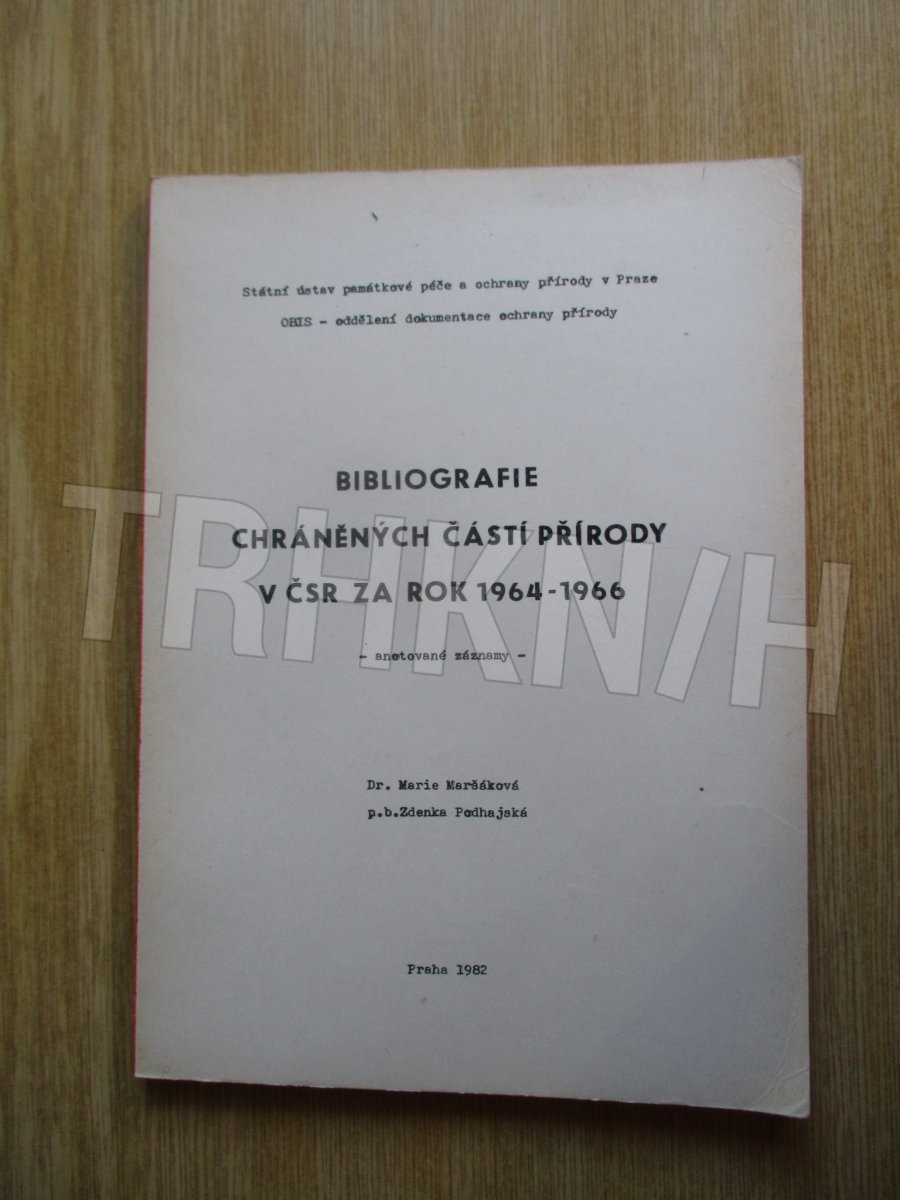 Státní ústav památkové péče a ochrany přírody v Praze
OBIS - oddělení dokumentace ochrany přírody
BIBLIOGRAFIE
CHRÁNĚNÝCH ČÁSTÍ PŘÍRODY
V ČSR ZA ROK 1964-1966
- anotované záznamy -
TRHKN/H
Dr. Marie Maršáková
p.b.Zdenka Podhajská
Praha 1982